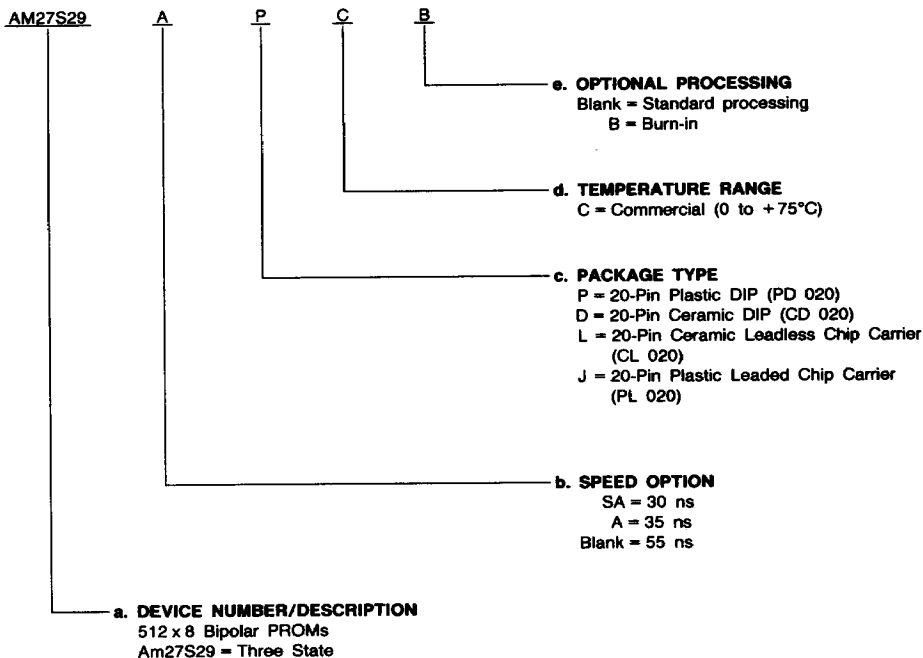 AM27S29 A P C B
e. OPTIONAL PROCESSING
Blank = Standard processing
B = Burn-in
d. TEMPERATURE RANGE
C = Commercial (0 to +75°C)
c. PACKAGE TYPE
P = 20-Pin Plastic DIP (PD 020)
D = 20-Pin Ceramic DIP (CD 020)
L = 20-Pin Ceramic Leadless Chip Carrier
(CL 020)
J = 20-Pin Plastic Leaded Chip Carrier
(PL 020)
b. SPEED OPTION
SA = 30 ns
A = 35 ns
Blank = 55 ns
a. DEVICE NUMBER/DESCRIPTION
512 x 8 Bipolar PROMs
Am27S29 = Three State